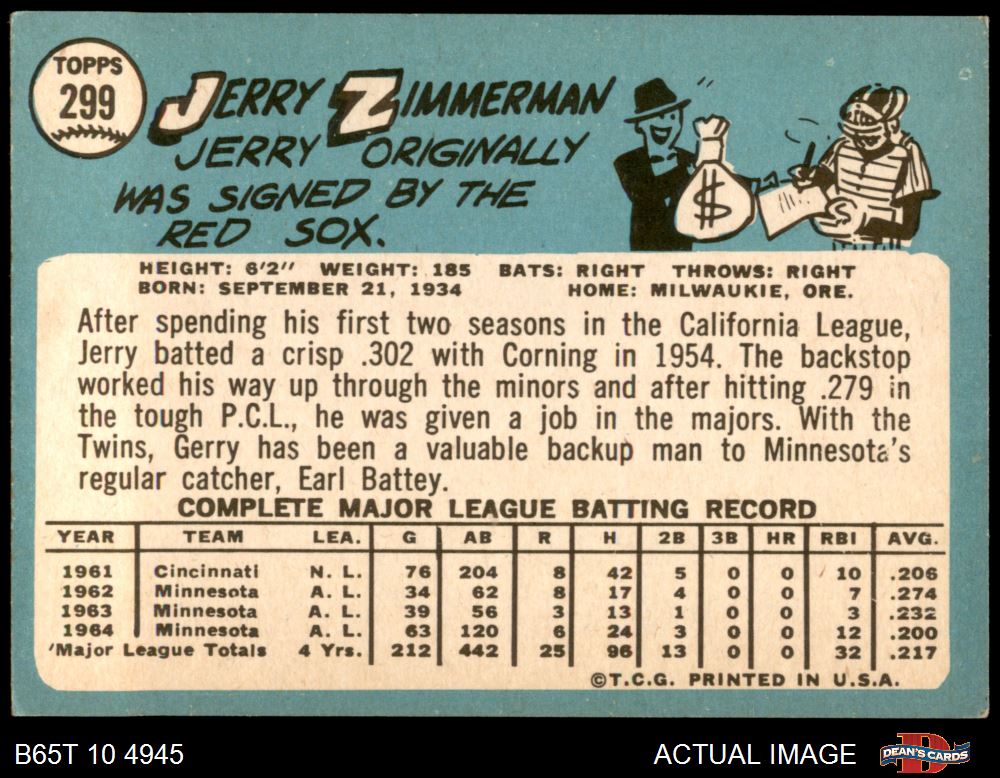 TOPPS
299
JERRY ZIMMERMAN
JERRY ORIGINALLY
WAS SIGNED BY THE
RED SOX.
$
HEIGHT: 6'2" WEIGHT: 185 BATS: RIGHT THROWS: RIGHT
BORN: SEPTEMBER 21, 1934 HOME: MILWAUKIE, ORE.
After spending his first two seasons in the California League,
Jerry batted a crisp .302 with Corning in 1954. The backstop
worked his way up through the minors and after hitting .279 in
the tough P.C.L., he was given a job in the majors. With the
Twins, Gerry has been a valuable backup man to Minnesota's
regular catcher, Earl Battey.
COMPLETE MAJOR LEAGUE BATTING RECORD
YEAR TEAM LEA. G AB R H 2B 3B HR RBI AVG.
1961 Cincinnati N. L. 76 204 8 42 5 0 0 10 .206
1962 Minnesota A. L. 34 62 8 17 4 0 0 7 .274
1963 Minnesota A. L. 39 56 3 13 1 0 0 3 .232
1964 Minnesota A. L. 63 120 6 24 3 0 0 12 .200
'Major League Totals 4 Yrs. 212 442 25 96 13 0 0 32 .217
©T.C.G. PRINTED IN U.S.A.
B65T 10 4945 ACTUAL IMAGE DEAN'S CARDS